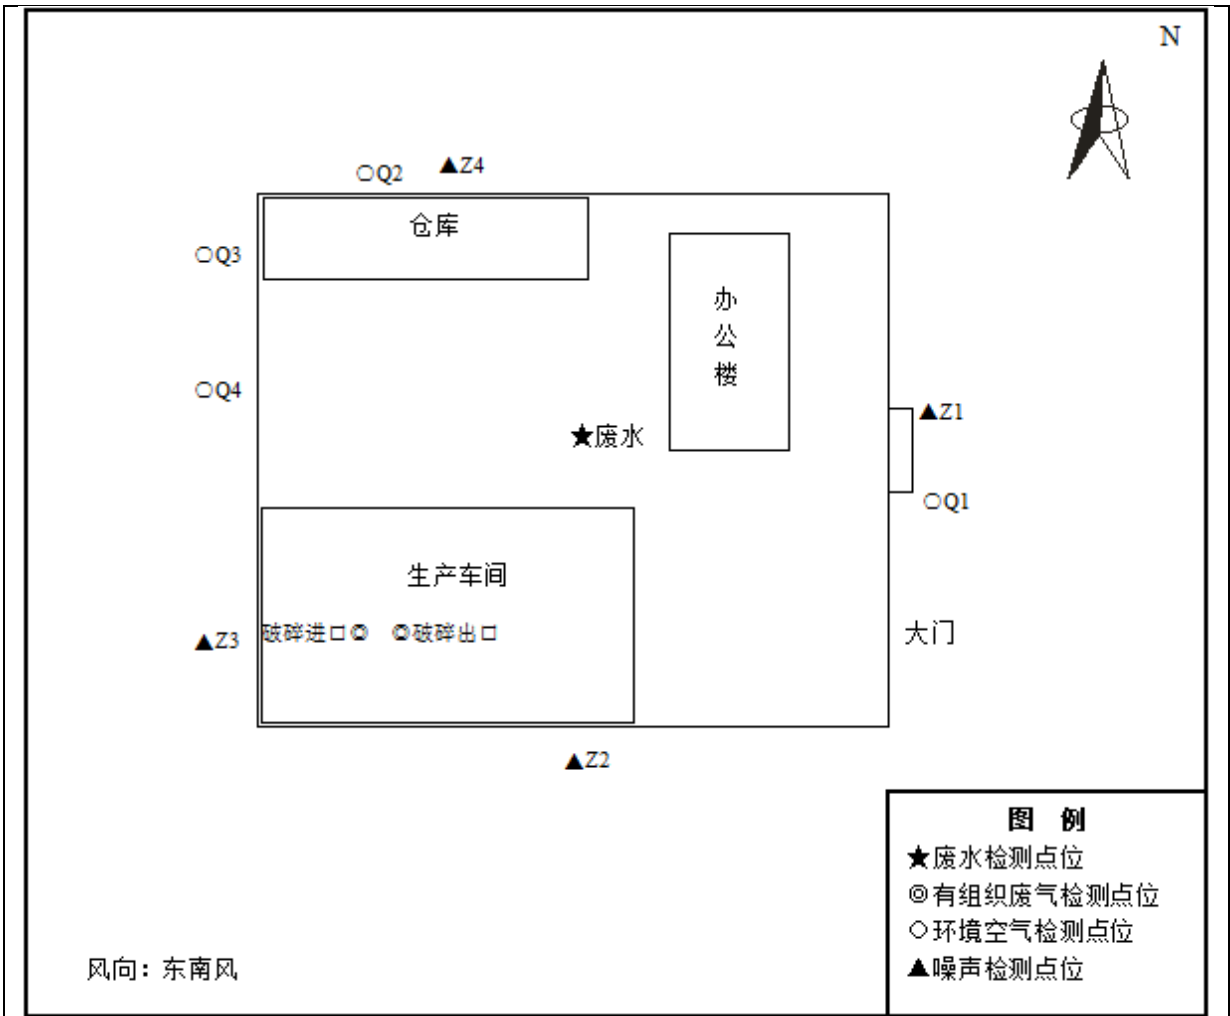 N
○Q2
▲Z4
仓库
○Q3
办公楼
○Q4
▲Z1
★废水
○Q1
生产车间
破碎进口◎
◎破碎出口
▲Z3
大门
▲Z2
图 例
★废水检测点位
◎有组织废气检测点位
○环境空气检测点位
▲噪声检测点位
风向：东南风